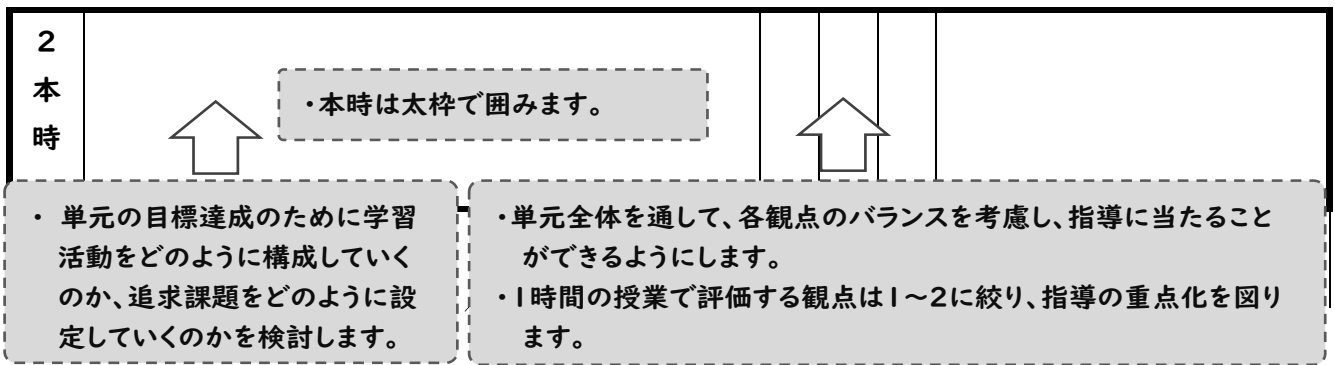 2
本
時
・本時は太枠で囲みます。
・ 単元の目標達成のために学習
活動をどのように構成していく
のか、追求課題をどのように設
定していくのかを検討します。
・単元全体を通して、各観点のバランスを考慮し、指導に当たること
ができるようにします。
・1時間の授業で評価する観点は1～2に絞り、指導の重点化を図り
ます。